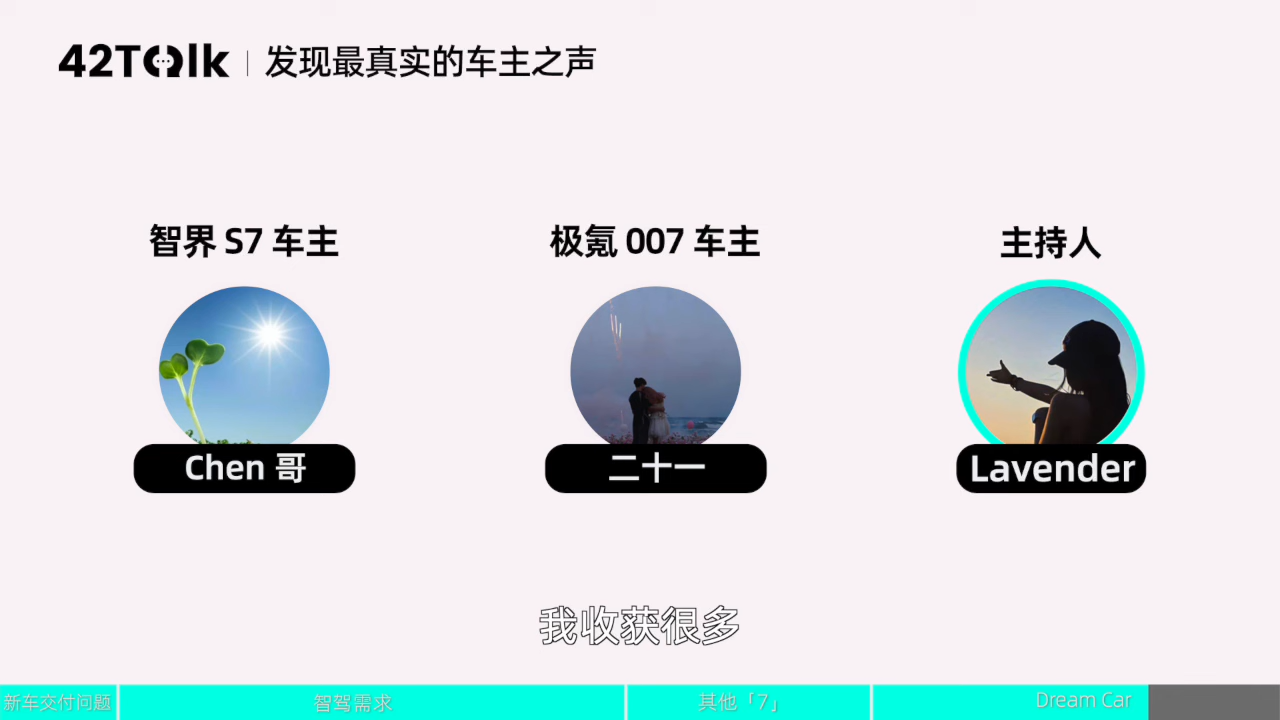 42Talk | 发现最真实的车主之声
智界 S7 车主
极氪 007 车主
主持人
Chen 哥
二十一
Lavender
我收获很多
新车交付问题
智驾需求
其他「7」
Dream Car